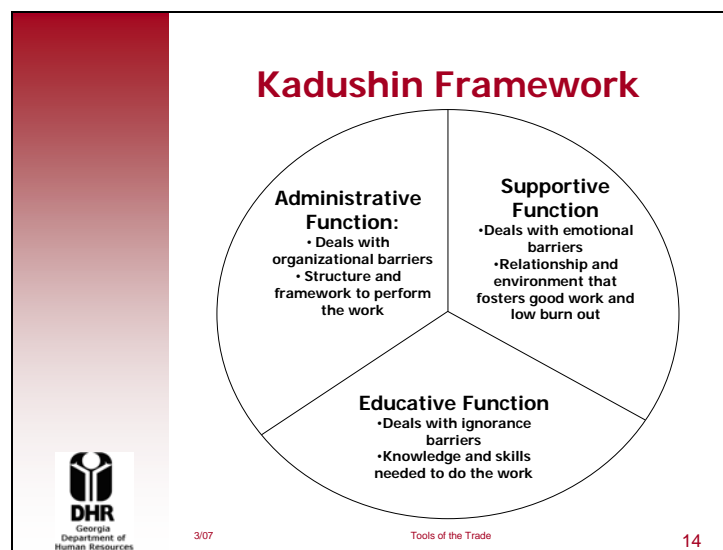 Kadushin Framework
Administrative
Function:
• Deals with
organizational barriers
• Structure and
framework to perform
the work
Supportive
Function
•Deals with emotional
barriers
•Relationship and
environment that
fosters good work and
low burn out
Educative Function
•Deals with ignorance
barriers
•Knowledge and skills
needed to do the work
DHR
Georgia
Department of
Human Resources
3/07
Tools of the Trade
14